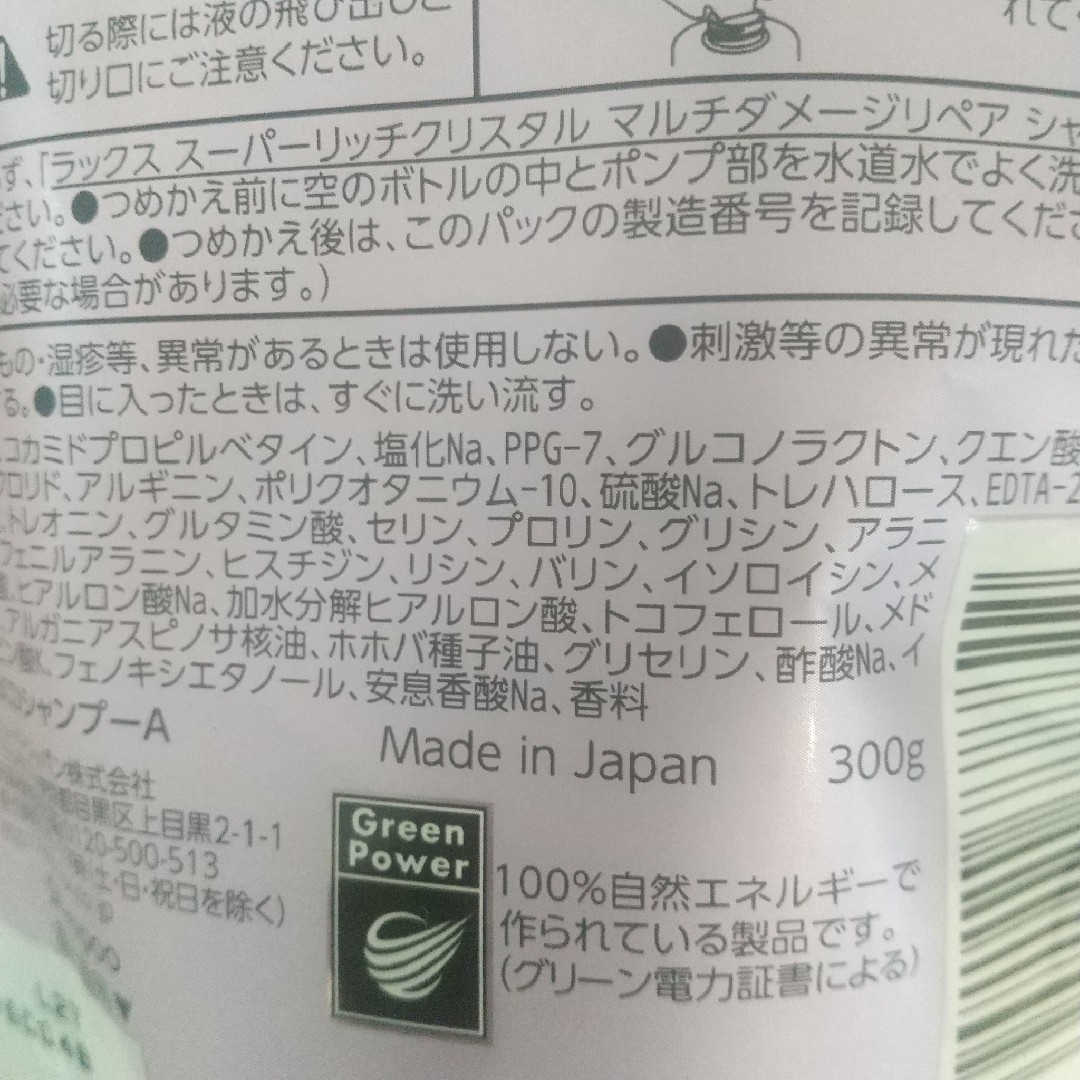 切る際には液の飛び出しと
切り口にご注意ください。
れて
ず、「ラックス スーパーリッチクリスタル マルチダメージリペア シャ
ださい。●つめかえ前に空のボトルの中とポンプ部を水道水でよく洗
てください。●つめかえ後は、このパックの製造番号を記録してくださ
必要な場合があります。)
もの・湿疹等、異常があるときは使用しない。●刺激等の異常が現れた
る。●目に入ったときは、すぐに洗い流す。
コカミドプロピルベタイン、塩化Na、PPG-7、グルコノラクトン、クエン酸
クロリド、アルギニン、ポリクオタニウム-10、硫酸Na、トレハロース、EDTA-2
トレオニン、グルタミン酸、セリン、プロリン、グリシン、アラニ
フェニルアラニン、ヒスチジン、リシン、バリン、イソロイシン、メ
ヒアルロン酸Na、加水分解ヒアルロン酸、トコフェロール、メド
アルガニアスピノサ核油、ホホバ種子油、グリセリン、酢酸Na、イ
フェノキシエタノール、安息香酸Na、香料
シャンプーA
Made in Japan 300g
株式会社
目黒区上目黒2-1-1
0120-500-513
土・日・祝日を除く)
Green
Power
100%自然エネルギーで
作られている製品です。
(グリーン電力証書による)